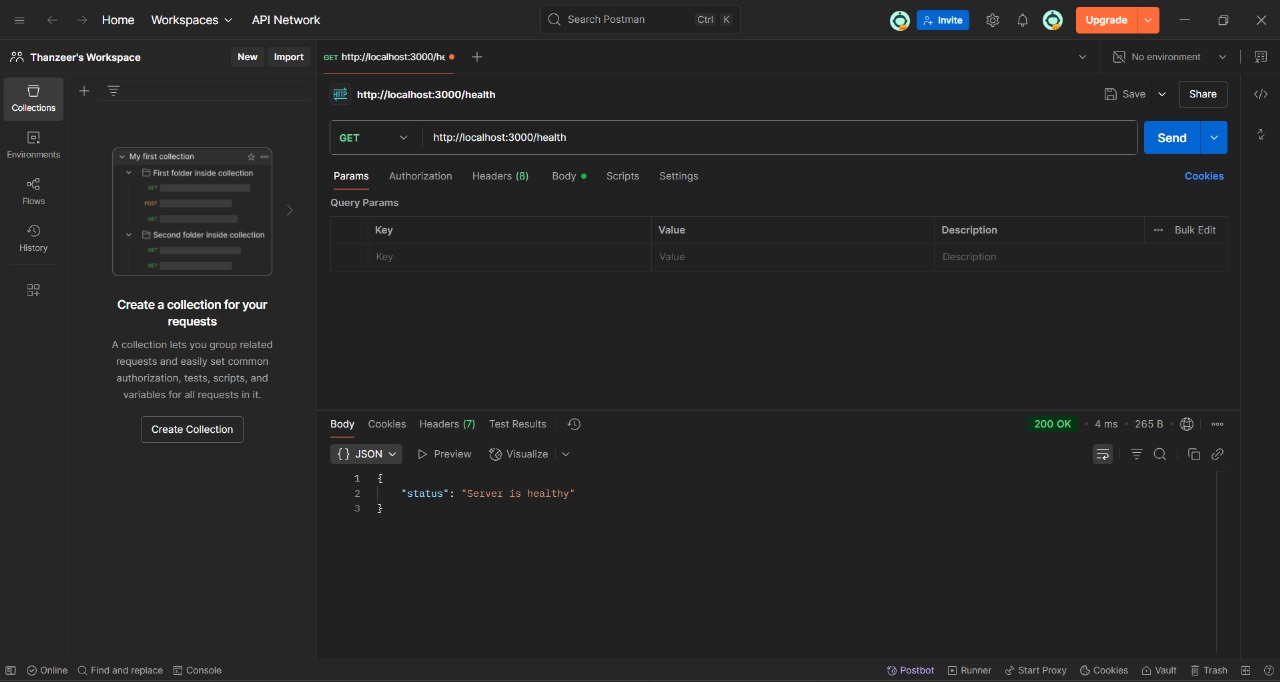 Home Workspaces API Network Search Postman Ctrl K Invite Upgrade
Thanzeer's Workspace New Import GET http://localhost:3000/he No environment
Collections
Environments
Flows
History
My first collection
First folder inside collection
GET
POST
GET
Second folder inside collection
GET
GET
Create a collection for your
requests
A collection lets you group related
requests and easily set common
authorization, tests, scripts, and
variables for all requests in it.
Create Collection
HTTP http://localhost:3000/health Save Share
GET http://localhost:3000/health Send
Params Authorization Headers (8) Body Scripts Settings Cookies
Query Params
Key Value Description Bulk Edit
Key Value Description
Body Cookies Headers (7) Test Results 200 OK 4 ms 265 B
{} JSON Preview Visualize
1 {
2 "status": "Server is healthy"
3 }
Online Find and replace Console Postbot Runner Start Proxy Cookies Vault Trash